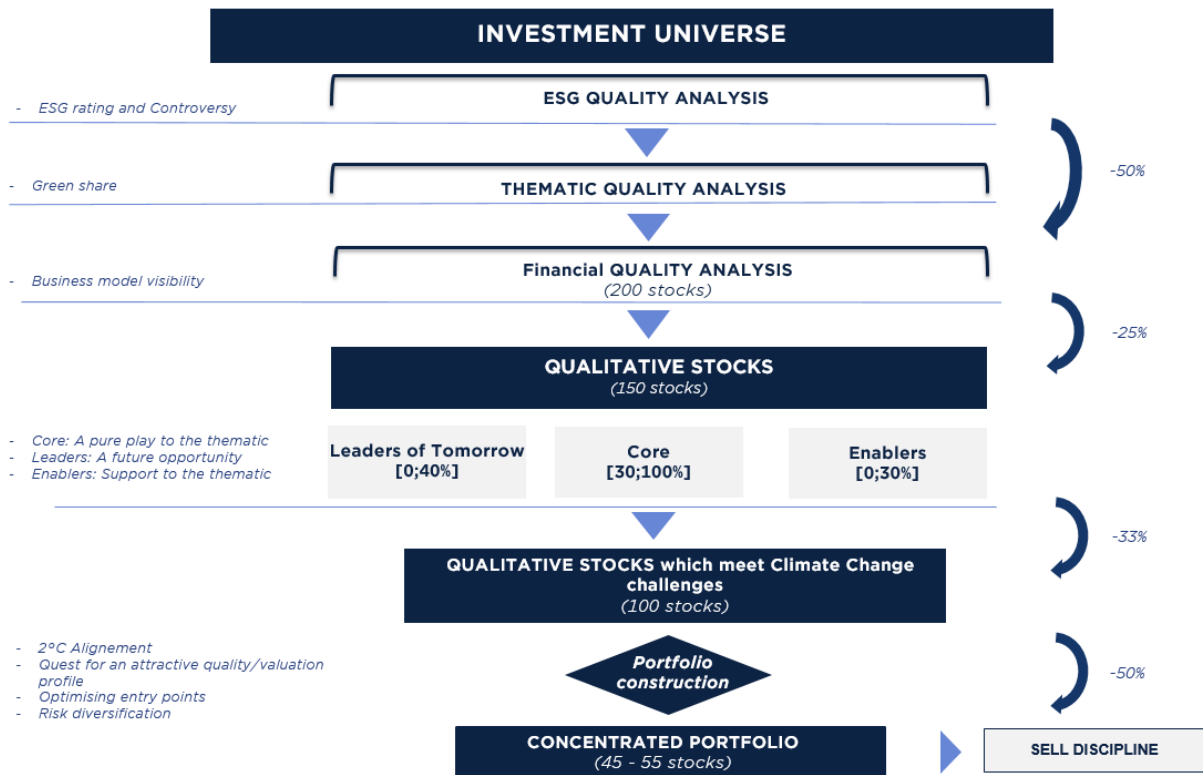 INVESTMENT UNIVERSE
- ESG rating and Controversy
ESG QUALITY ANALYSIS
-50%
- Green share
THEMATIC QUALITY ANALYSIS
- Business model visibility
Financial QUALITY ANALYSIS
(200 stocks)
-25%
QUALITATIVE STOCKS
(150 stocks)
- Core: A pure play to the thematic
- Leaders: A future opportunity
- Enablers: Support to the thematic
Leaders of Tomorrow
[0;40%]
Core
[30;100%]
Enablers
[0;30%]
-33%
QUALITATIVE STOCKS which meet Climate Change
challenges
(100 stocks)
- 2°C Alignement
- Quest for an attractive quality/valuation
profile
- Optimising entry points
- Risk diversification
Portfolio
construction
-50%
CONCENTRATED PORTFOLIO
(45 - 55 stocks)
SELL DISCIPLINE